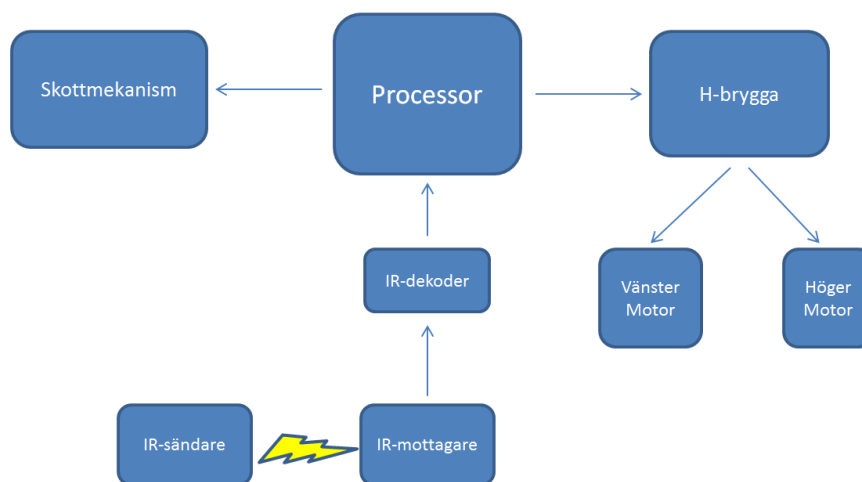 Skottmekanism
Processor
H-brygga
IR-dekoder
Vänster
Motor
Höger
Motor
IR-sändare
IR-mottagare